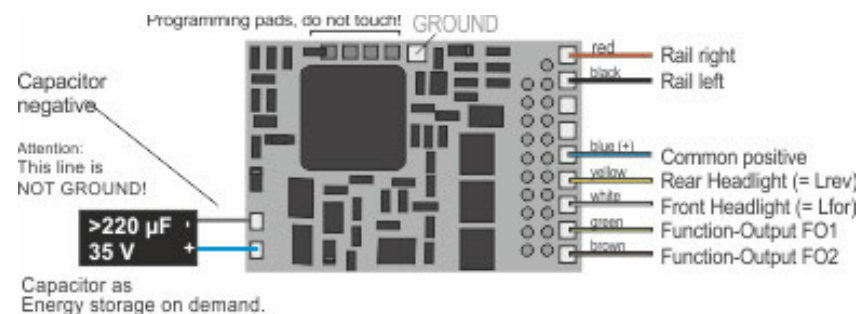 Programming pads, do not touch!
GROUND
red
Rail right
black
Rail left
Capacitor
negative
Attention:
This line is
NOT GROUND!
blue (+)
Common positive
yellow
Rear Headlight (= Lrev)
white
Front Headlight (= Lfor)
green
Function-Output FO1
brown
Function-Output FO2
>220 µF -
35 V +
Capacitor as
Energy storage on demand.